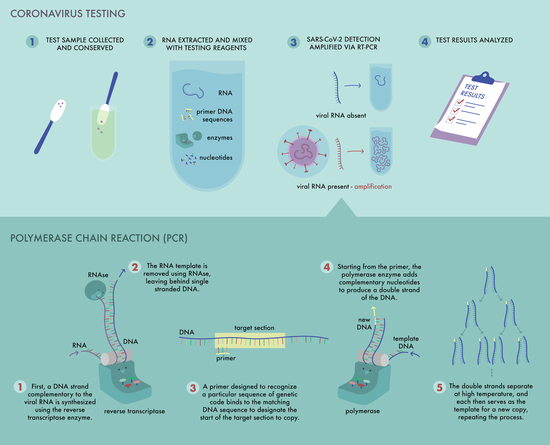 CORONAVIRUS TESTING
1 TEST SAMPLE COLLECTED
AND CONSERVED
2 RNA EXTRACTED AND MIXED
WITH TESTING REAGENTS
RNA
primer DNA
sequences
enzymes
nucleotides
3 SARS-CoV-2 DETECTION
AMPLIFIED VIA RT-PCR
viral RNA absent
viral RNA present - amplification
4 TEST RESULTS ANALYZED
TEST
RESULTS
POLYMERASE CHAIN REACTION (PCR)
RNA
DNA
1 First, a DNA strand
complementary to the
viral RNA is synthesized
using the reverse
transcriptase enzyme.
reverse transcriptase
RNAse
2 The RNA template is
removed using RNAse,
leaving behind single
stranded DNA.
DNA
target section
primer
3 A primer designed to recognize
a particular sequence of genetic
code binds to the matching
DNA sequence to designate the
start of the target section to copy.
4 Starting from the primer, the
polymerase enzyme adds
complementary nucleotides
to produce a double strand
of the DNA.
new
DNA
template
DNA
polymerase
5 The double strands separate
at high temperature, and
each then serves as the
template for a new copy,
repeating the process.